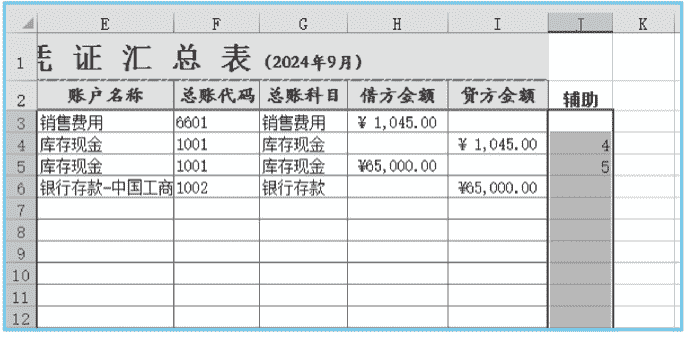 E F G H I J K
1 凭 证 汇 总 表 (2024年9月)
2 账户名称 总账代码 总账科目 借方金额 贷方金额 辅助
3 销售费用 6601 销售费用 ¥ 1,045.00
4 库存现金 1001 库存现金 ¥ 1,045.00 4
5 库存现金 1001 库存现金 ¥65,000.00 5
6 银行存款-中国工商 1002 银行存款 ¥65,000.00
7
8
9
10
11
12